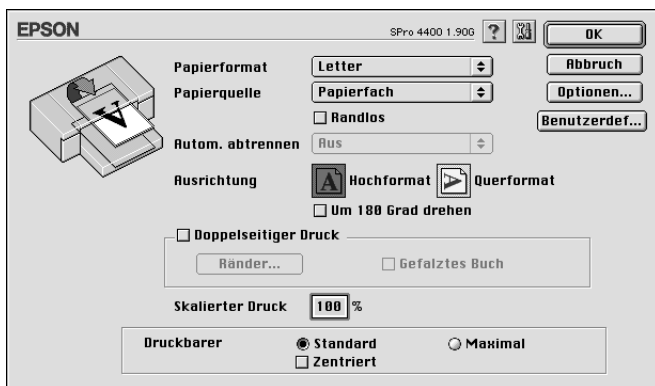 EPSON SPro 4400 1.90G ? OK
Papierformat Letter Abbruch
Papierquelle Papierfach Optionen...
Randlos Benutzerdef...
Autom. abtrennen Aus
Ausrichtung A Hochformat A Querformat
Um 180 Grad drehen
Doppelseitiger Druck
Ränder... Gefalztes Buch
Skalierter Druck 100 %
Druckbarer Standard Maximal
Zentriert